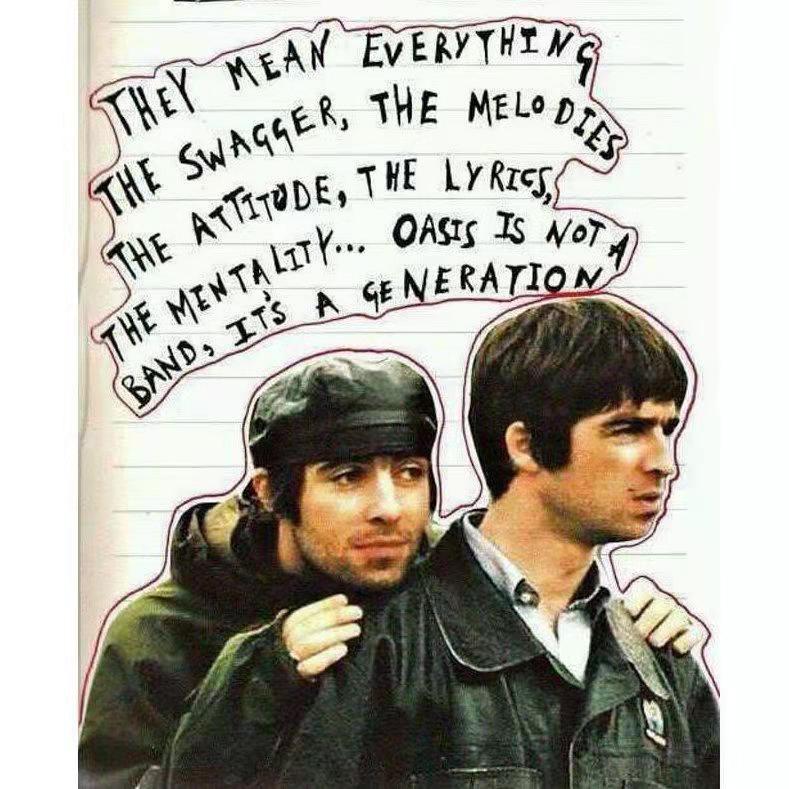 THEY MEAN EVERYTHING
THE SWAGGER, THE MELODIES
THE ATTITUDE, THE LYRICS,
THE MENTALITY... OASIS IS NOT A
BAND, IT'S A GENERATION